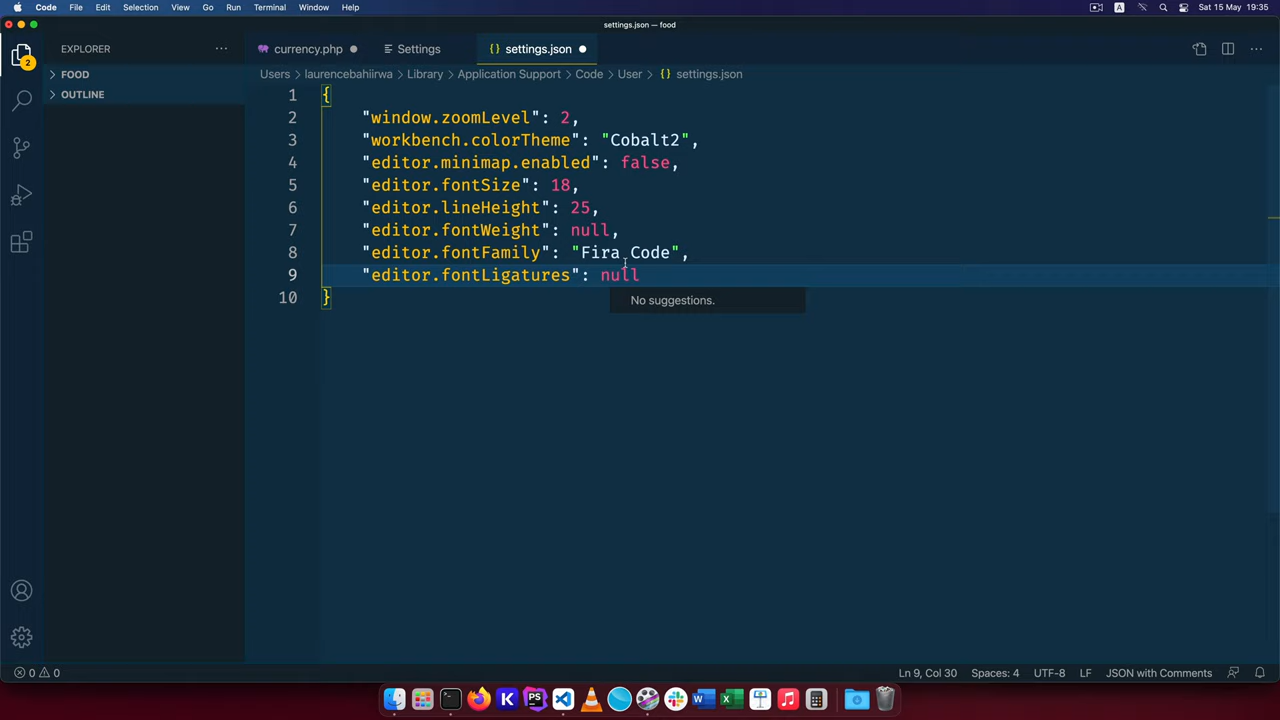 Code File Edit Selection View Go Run Terminal Window Help
A Sat 15 May 19:35
settings.json — food
EXPLORER
currency.php
Settings
{} settings.json
2
FOOD
OUTLINE
Users > laurencebahiirwa > Library > Application Support > Code > User > {} settings.json
1 {
2 "window.zoomLevel": 2,
3 "workbench.colorTheme": "Cobalt2",
4 "editor.minimap.enabled": false,
5 "editor.fontSize": 18,
6 "editor.lineHeight": 25,
7 "editor.fontWeight": null,
8 "editor.fontFamily": "Fira Code",
9 "editor.fontLigatures": null
No suggestions.
10 }
0 0
Ln 9, Col 30 Spaces: 4 UTF-8 LF JSON with Comments
K PS W X